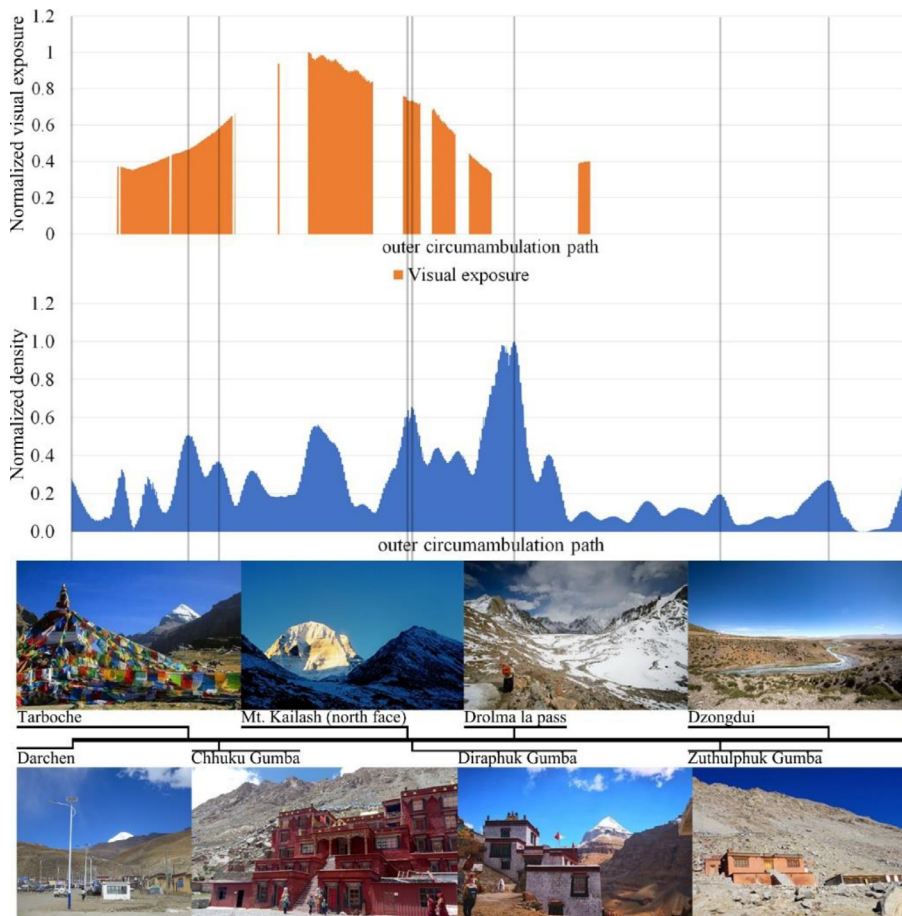 1.2
1
0.8
0.6
0.4
0.2
0
Normalized visual exposure
outer circumambulation path
Visual exposure
1.2
1.0
0.8
0.6
0.4
0.2
0.0
Normalized density
outer circumambulation path
Tarboche Mt. Kailash (north face) Drolma la pass Dzongdui
Darchen Chhuku Gumba Diraphuk Gumba Zuthulphuk Gumba